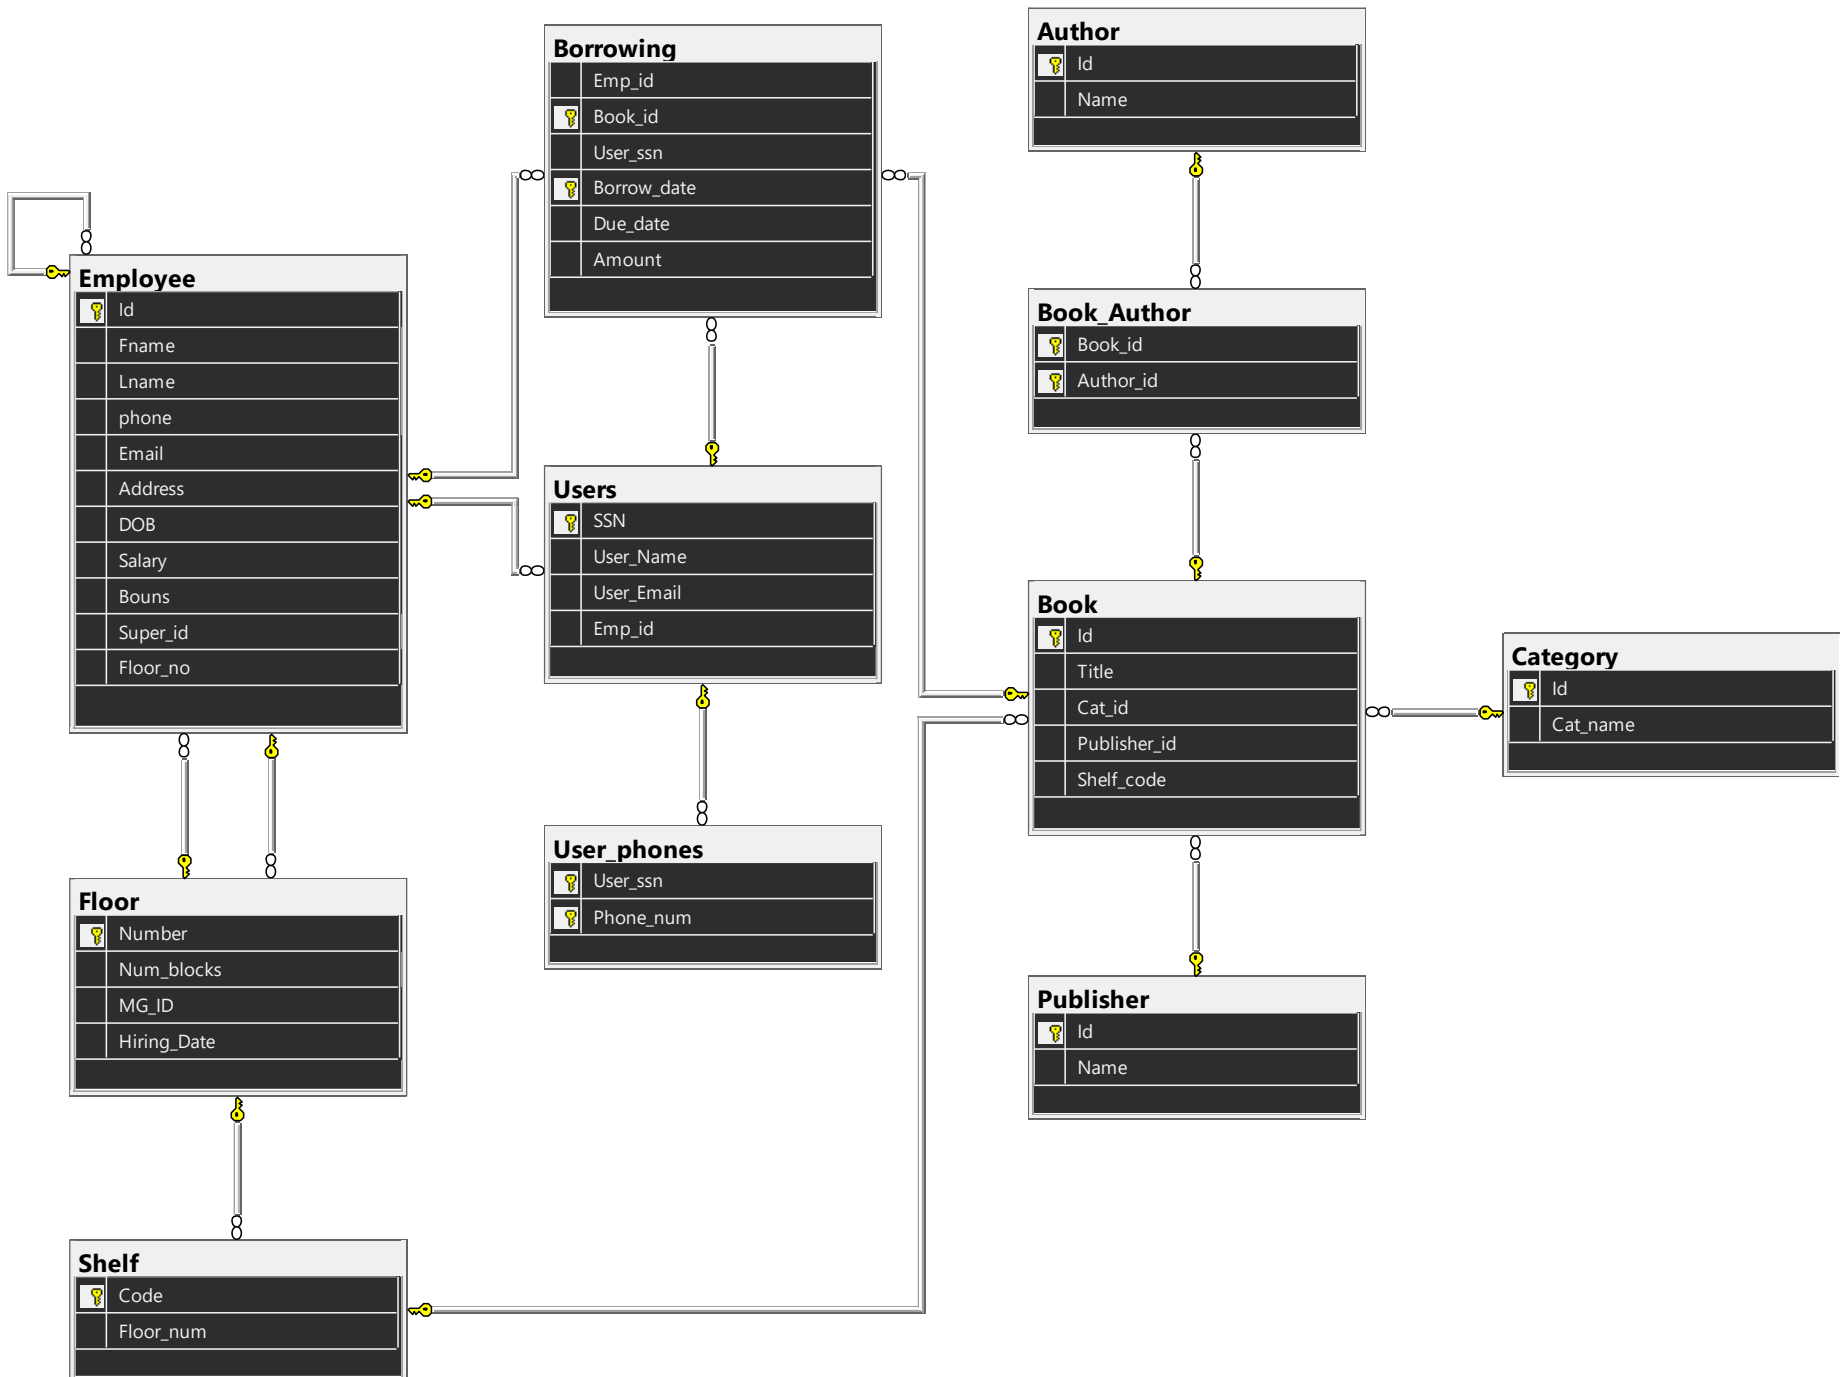 Employee
Id
Fname
Lname
phone
Email
Address
DOB
Salary
Bouns
Super_id
Floor_no
Floor
Number
Num_blocks
MG_ID
Hiring_Date
Shelf
Code
Floor_num
Borrowing
Emp_id
Book_id
User_ssn
Borrow_date
Due_date
Amount
Users
SSN
User_Name
User_Email
Emp_id
User_phones
User_ssn
Phone_num
Author
Id
Name
Book_Author
Book_id
Author_id
Book
Id
Title
Cat_id
Publisher_id
Shelf_code
Publisher
Id
Name
Category
Id
Cat_name